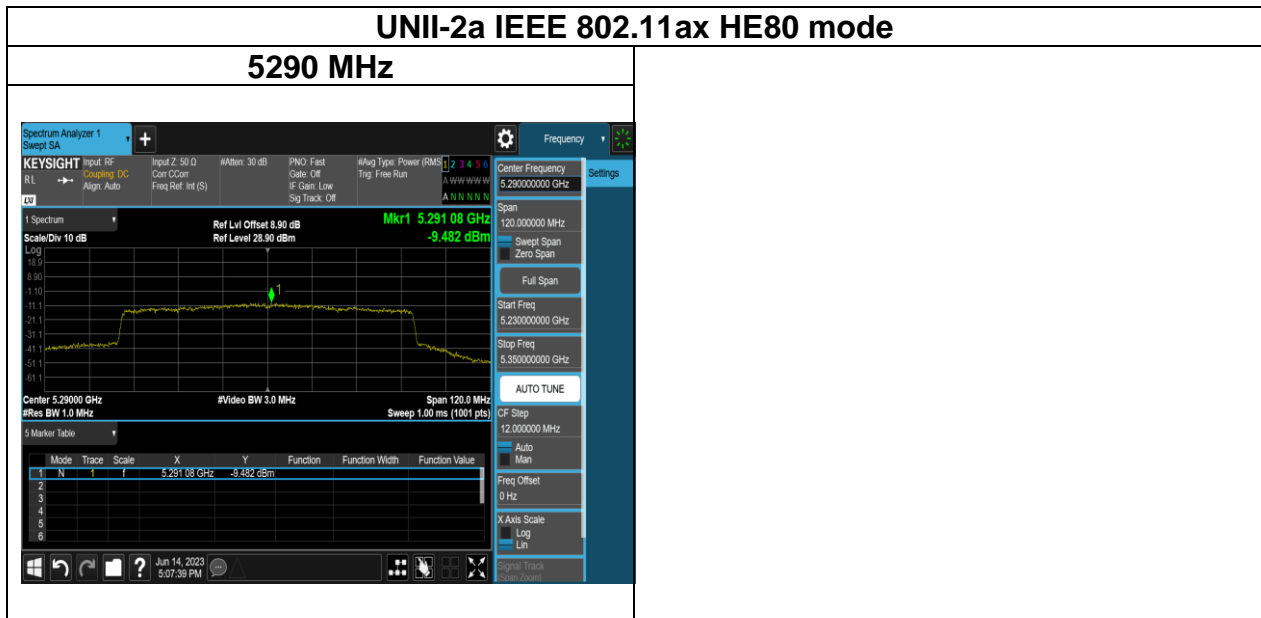 UNII-2a IEEE 802.11ax HE80 mode
5290 MHz
Spectrum Analyzer 1
Swept SA
+
Frequency
KEYSIGHT
RL
LXI
Input: RF
Coupling: DC
Align: Auto
Input Z: 50 Ω
Corr CCorr
Freq Ref: Int (S)
#Atten: 30 dB
PNO: Fast
Gate: Off
IF Gain: Low
Sig Track: Off
#Avg Type: Power (RMS
Trig: Free Run
1 2 3 4 5 6
A W W W W W
A N N N N N
1 Spectrum
Scale/Div 10 dB
Ref Lvl Offset 8.90 dB
Ref Level 28.90 dBm
Mkr1 5.291 08 GHz
-9.482 dBm
Log
18.9
8.90
-1.10
-11.1
-21.1
-31.1
-41.1
-51.1
-61.1
1
Center 5.29000 GHz
#Res BW 1.0 MHz
#Video BW 3.0 MHz
Span 120.0 MHz
Sweep 1.00 ms (1001 pts)
5 Marker Table
Mode Trace Scale X Y Function Function Width Function Value
1 N 1 f 5.291 08 GHz -9.482 dBm
2
3
4
5
6
Jun 14, 2023
5:07:39 PM
?
Center Frequency
5.290000000 GHz
Settings
Span
120.000000 MHz
Swept Span
Zero Span
Full Span
Start Freq
5.230000000 GHz
Stop Freq
5.350000000 GHz
AUTO TUNE
CF Step
12.000000 MHz
Auto
Man
Freq Offset
0 Hz
X Axis Scale
Log
Lin
Signal Track
(Span Zoom)